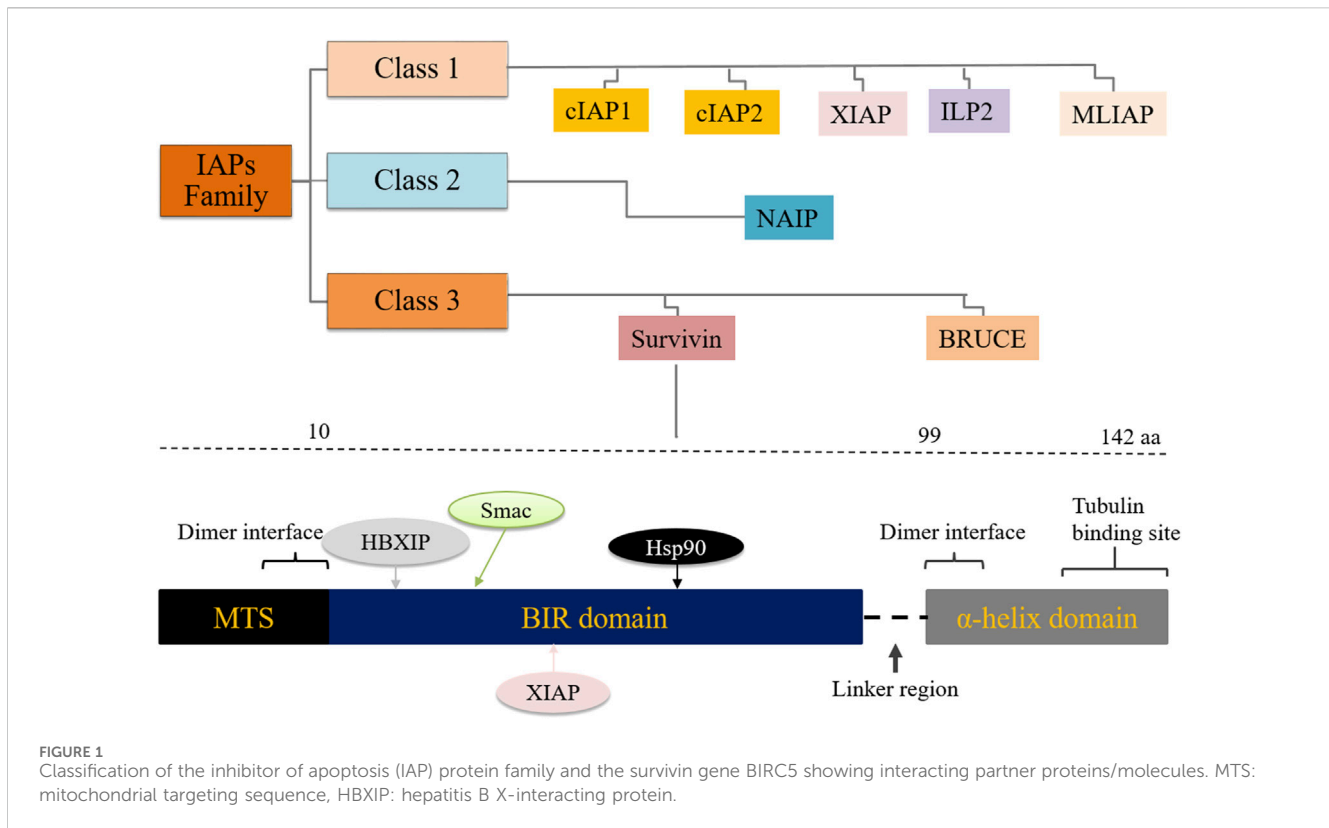 Class 1
cIAP1
cIAP2
XIAP
ILP2
MLIAP
IAPs
Family
Class 2
NAIP
Class 3
Survivin
BRUCE
10
99
142 aa
Dimer interface
HBXIP
Smac
Hsp90
Dimer interface
Tubulin
binding site
MTS
BIR domain
α-helix domain
XIAP
Linker region
FIGURE 1
Classification of the inhibitor of apoptosis (IAP) protein family and the survivin gene BIRC5 showing interacting partner proteins/molecules. MTS:
mitochondrial targeting sequence, HBXIP: hepatitis B X-interacting protein.